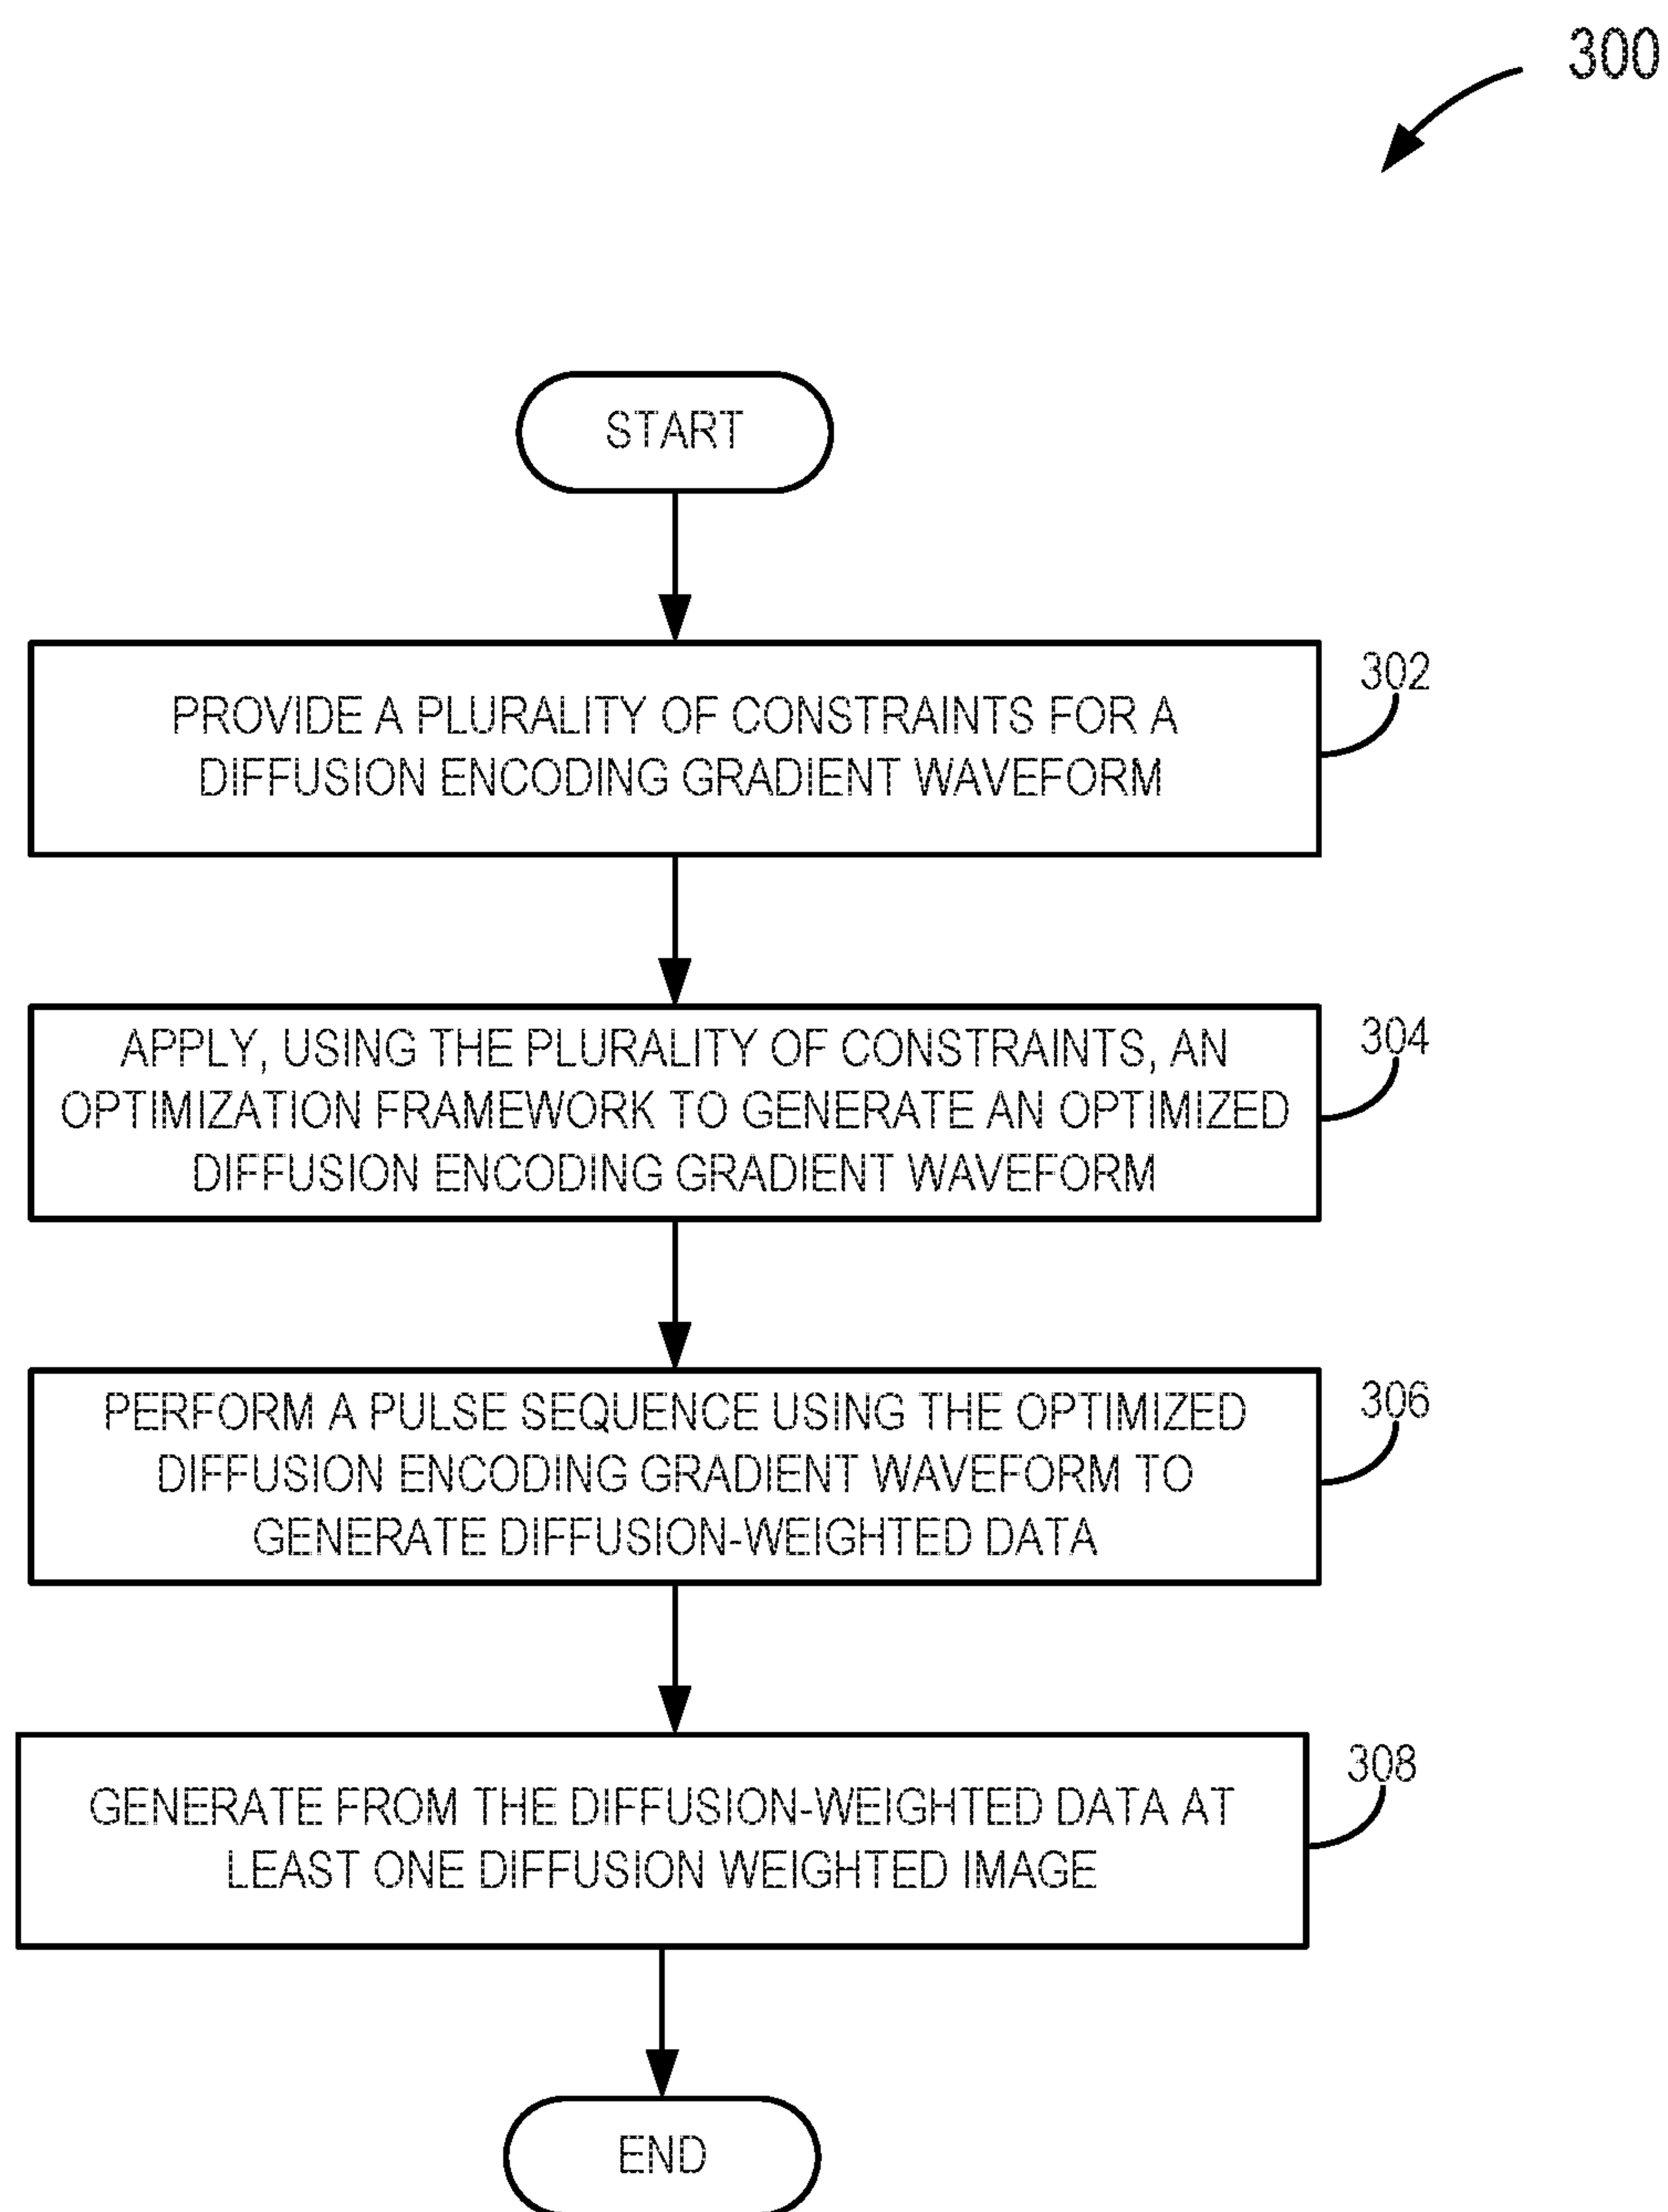 300
START
PROVIDE A PLURALITY OF CONSTRAINTS FOR A
DIFFUSION ENCODING GRADIENT WAVEFORM
302
APPLY, USING THE PLURALITY OF CONSTRAINTS, AN
OPTIMIZATION FRAMEWORK TO GENERATE AN OPTIMIZED
DIFFUSION ENCODING GRADIENT WAVEFORM
304
PERFORM A PULSE SEQUENCE USING THE OPTIMIZED
DIFFUSION ENCODING GRADIENT WAVEFORM TO
GENERATE DIFFUSION-WEIGHTED DATA
306
GENERATE FROM THE DIFFUSION-WEIGHTED DATA AT
LEAST ONE DIFFUSION WEIGHTED IMAGE
308
END